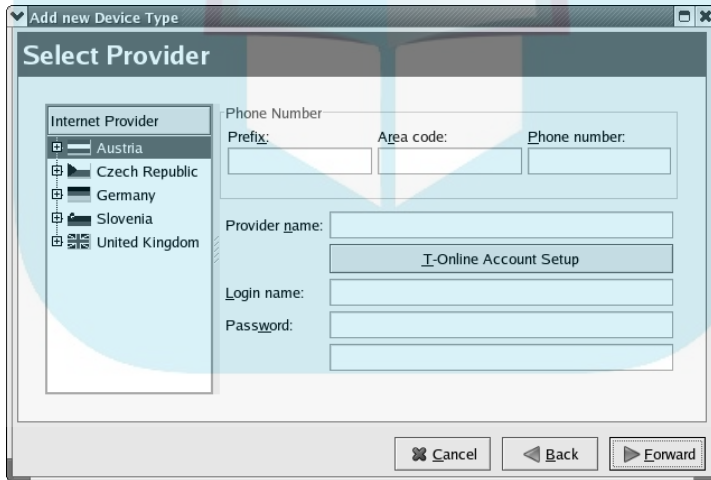 Add new Device Type
Select Provider
Internet Provider
Austria
Czech Republic
Germany
Slovenia
United Kingdom
Phone Number
Prefix:
Area code:
Phone number:
Provider name:
T-Online Account Setup
Login name:
Password:
Cancel
Back
Forward